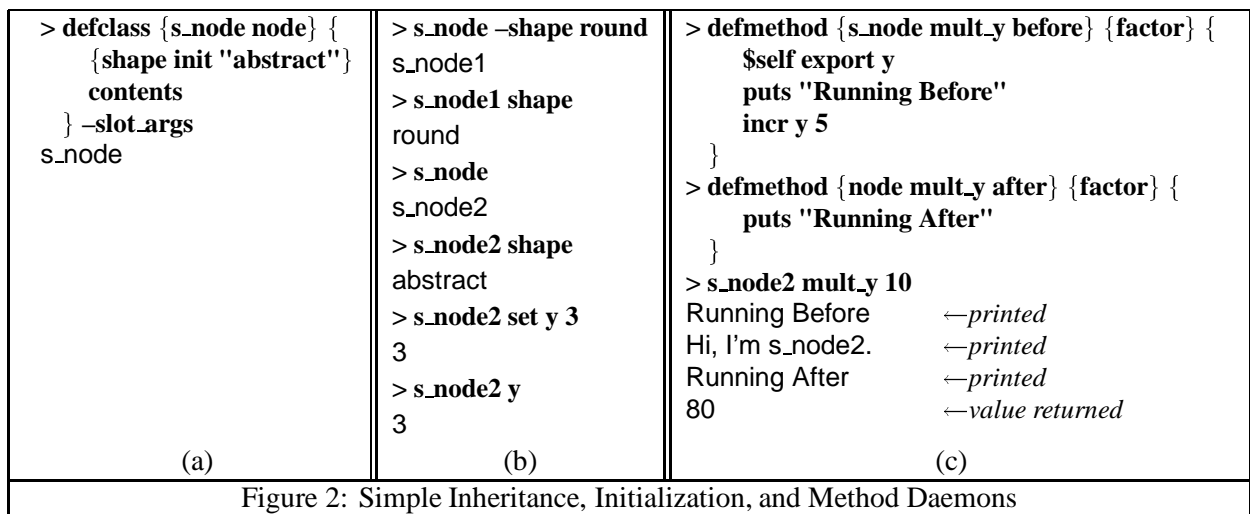 > defclass {s_node node} {
{shape init "abstract"}
contents
} –slot_args
s_node
(a)
> s_node –shape round
s_node1
> s_node1 shape
round
> s_node
s_node2
> s_node2 shape
abstract
> s_node2 set y 3
3
> s_node2 y
3
(b)
> defmethod {s_node mult_y before} {factor} {
$self export y
puts "Running Before"
incr y 5
}
> defmethod {node mult_y after} {factor} {
puts "Running After"
}
> s_node2 mult_y 10
Running Before ←printed
Hi, I'm s_node2. ←printed
Running After ←printed
80 ←value returned
(c)
Figure 2: Simple Inheritance, Initialization, and Method Daemons